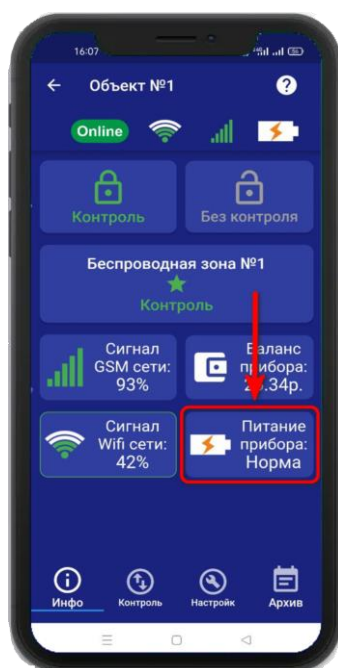 16:07
Объект №1
Online
Контроль
Без контроля
Беспроводная зона №1
Контроль
Сигнал
GSM сети:
93%
Баланс
прибора:
Сигнал
Wifi сети:
42%
Питание
прибора:
Норма
Инфо
Контроль
Настройк
Архив